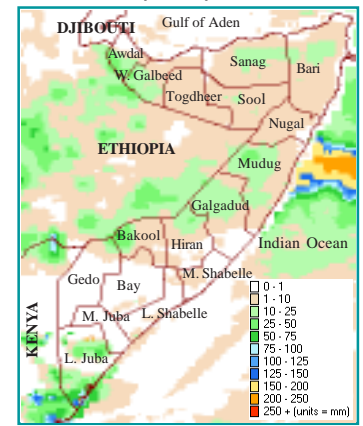 Gulf of Aden
DJIBOUTI
Awdal
Sanag
Bari
W. Galbeed
Togdheer
Sool
Nugal
ETHIOPIA
Mudug
Galgadud
Bakool
Hiran
Indian Ocean
M. Shabelle
Gedo
Bay
L. Shabelle
M. Juba
KENYA
L. Juba
0 - 1
1 - 10
10 - 25
25 - 50
50 - 75
75 - 100
100 - 125
125 - 150
150 - 200
200 - 250
250 + (units = mm)